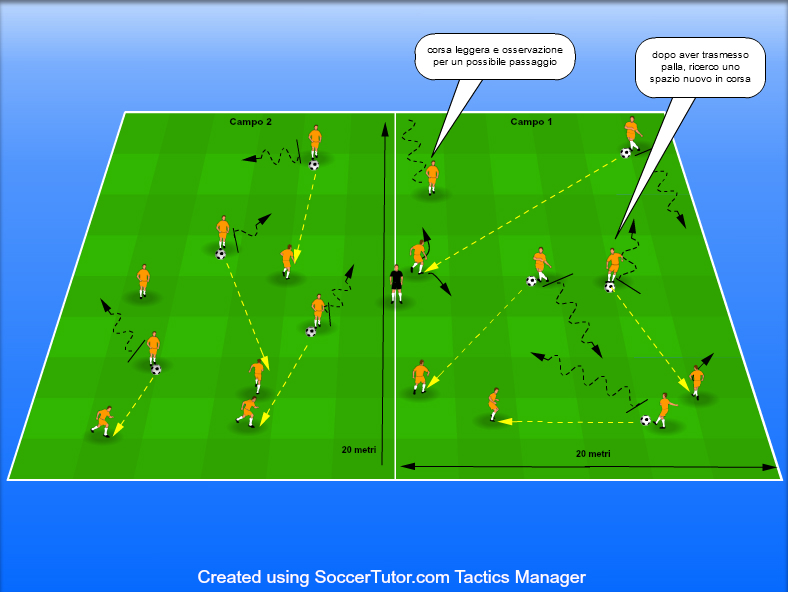 corsa leggera e osservazione
per un possibile passaggio
dopo aver trasmesso
palla, ricerco uno
spazio nuovo in corsa
Campo 2
Campo 1
20 metri
20 metri
Created using SoccerTutor.com Tactics Manager